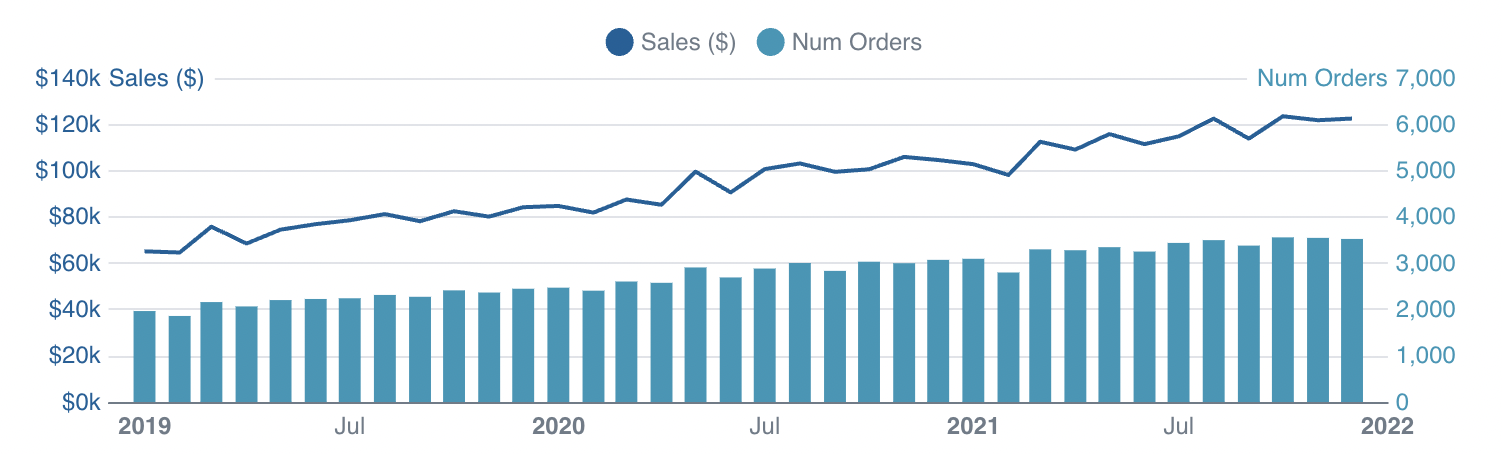 Sales ($) Num Orders
$140k Sales ($) Num Orders 7,000
$120k 6,000
$100k 5,000
$80k 4,000
$60k 3,000
$40k 2,000
$20k 1,000
$0k 0
2019 Jul 2020 Jul 2021 Jul 2022